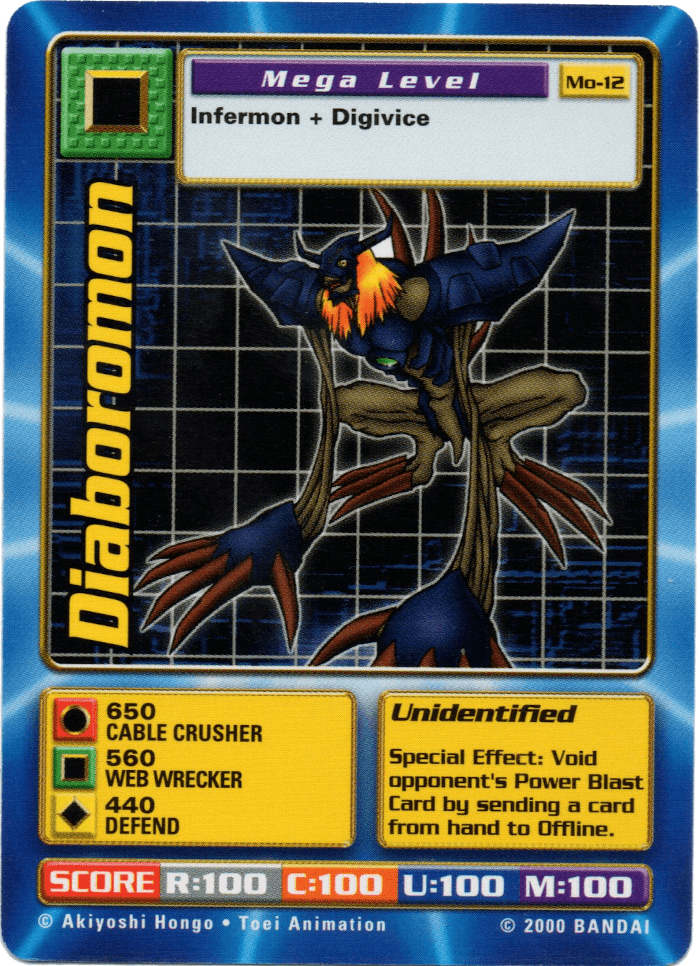 Mega Level
Mo-12
Infermon + Digivice
Diaboromon
650
CABLE CRUSHER
560
WEB WRECKER
440
DEFEND
Unidentified
Special Effect: Void
opponent's Power Blast
Card by sending a card
from hand to Offline.
SCORE R:100 C:100 U:100 M:100
© Akiyoshi Hongo • Toei Animation © 2000 BANDAI